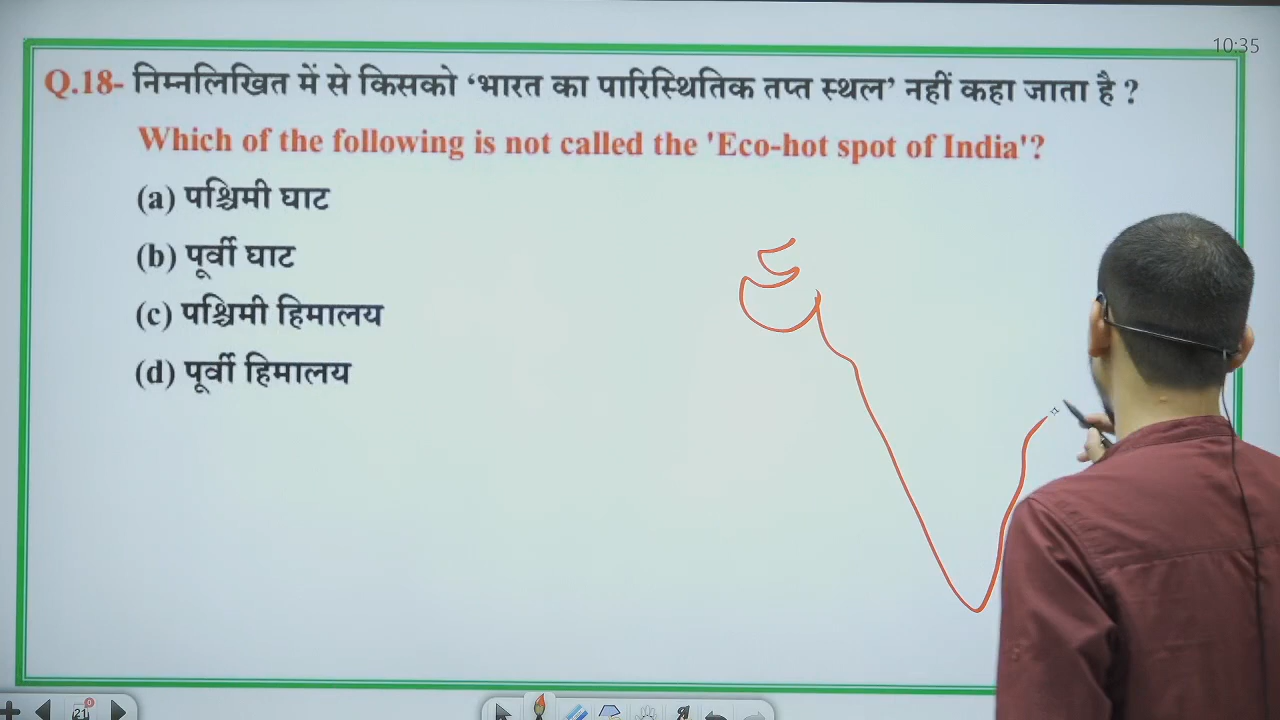 10:35
Q.18- निम्नलिखित में से किसको ‘भारत का पारिस्थितिक तप्त स्थल’ नहीं कहा जाता है ?
Which of the following is not called the 'Eco-hot spot of India'?
(a) पश्चिमी घाट
(b) पूर्वी घाट
(c) पश्चिमी हिमालय
(d) पूर्वी हिमालय
21
0